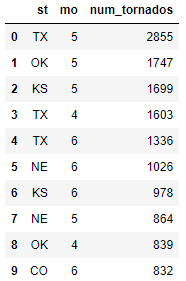 st mo num_tornados
0 TX 5 2855
1 OK 5 1747
2 KS 5 1699
3 TX 4 1603
4 TX 6 1336
5 NE 6 1026
6 KS 6 978
7 NE 5 864
8 OK 4 839
9 CO 6 832